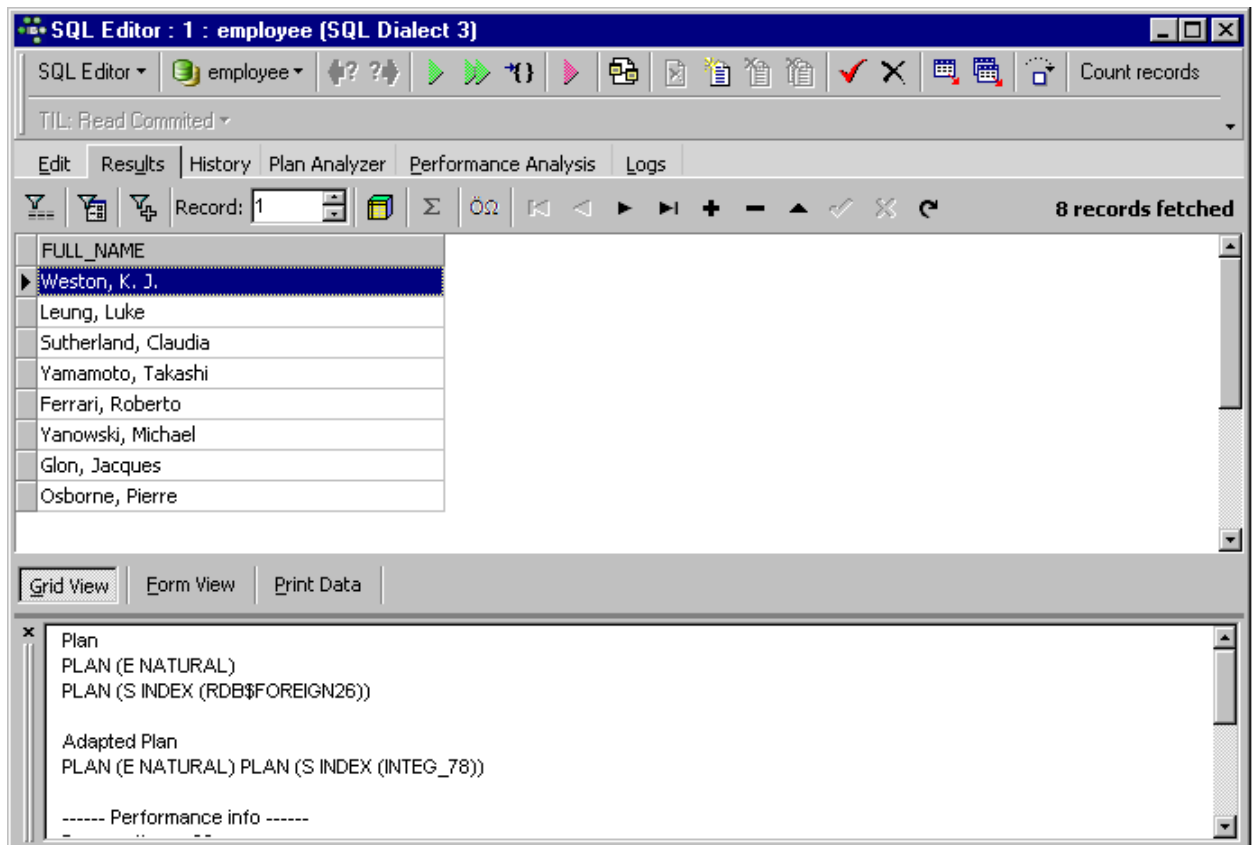 SQL Editor : 1 : employee (SQL Dialect 3)
SQL Editor employee Count records
TIL: Read Commited
Edit Results History Plan Analyzer Performance Analysis Logs
Record: 1 Σ ÖΩ 8 records fetched
FULL_NAME
Weston, K. J.
Leung, Luke
Sutherland, Claudia
Yamamoto, Takashi
Ferrari, Roberto
Yanowski, Michael
Glon, Jacques
Osborne, Pierre
Grid View Form View Print Data
Plan
PLAN (E NATURAL)
PLAN (S INDEX (RDB$FOREIGN26))
Adapted Plan
PLAN (E NATURAL) PLAN (S INDEX (INTEG_78))
------ Performance info ------